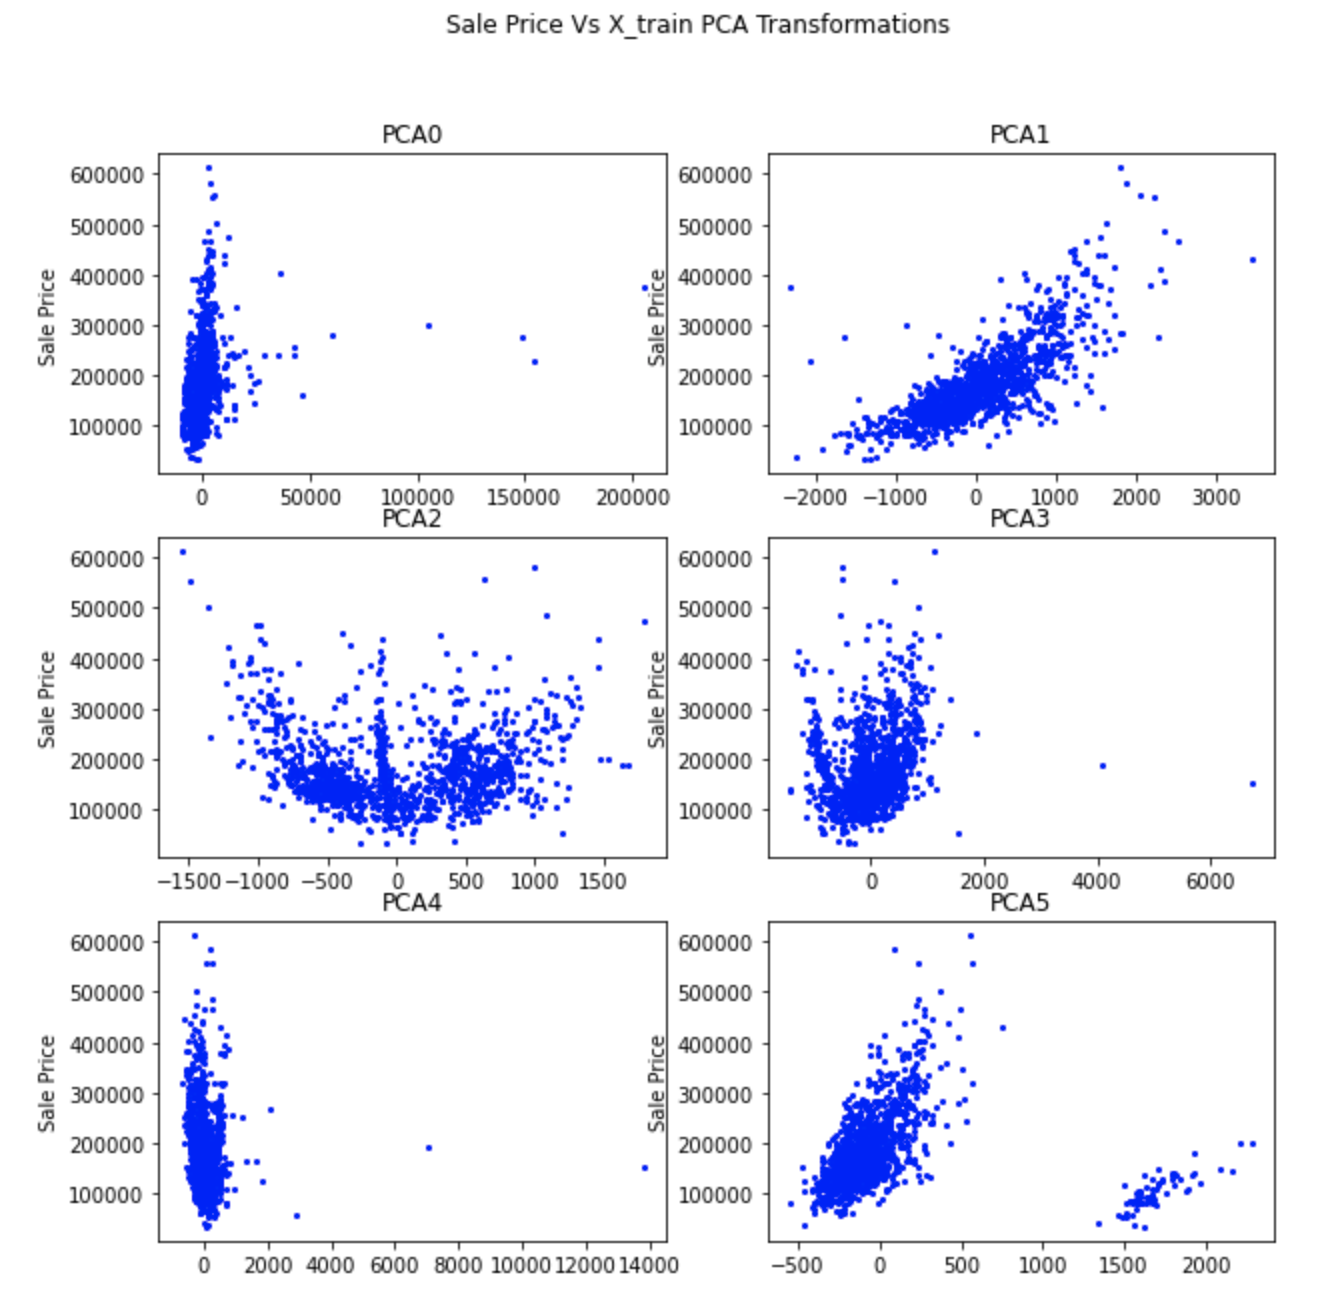 Sale Price Vs X_train PCA Transformations
PCA0
600000
500000
400000
300000
200000
100000
Sale Price
0 50000 100000 150000 200000
PCA1
600000
500000
400000
300000
200000
100000
Sale Price
−2000 −1000 0 1000 2000 3000
PCA2
600000
500000
400000
300000
200000
100000
Sale Price
−1500 −1000 −500 0 500 1000 1500
PCA3
600000
500000
400000
300000
200000
100000
Sale Price
0 2000 4000 6000
PCA4
600000
500000
400000
300000
200000
100000
Sale Price
0 2000 4000 6000 8000 10000 12000 14000
PCA5
600000
500000
400000
300000
200000
100000
Sale Price
−500 0 500 1000 1500 2000